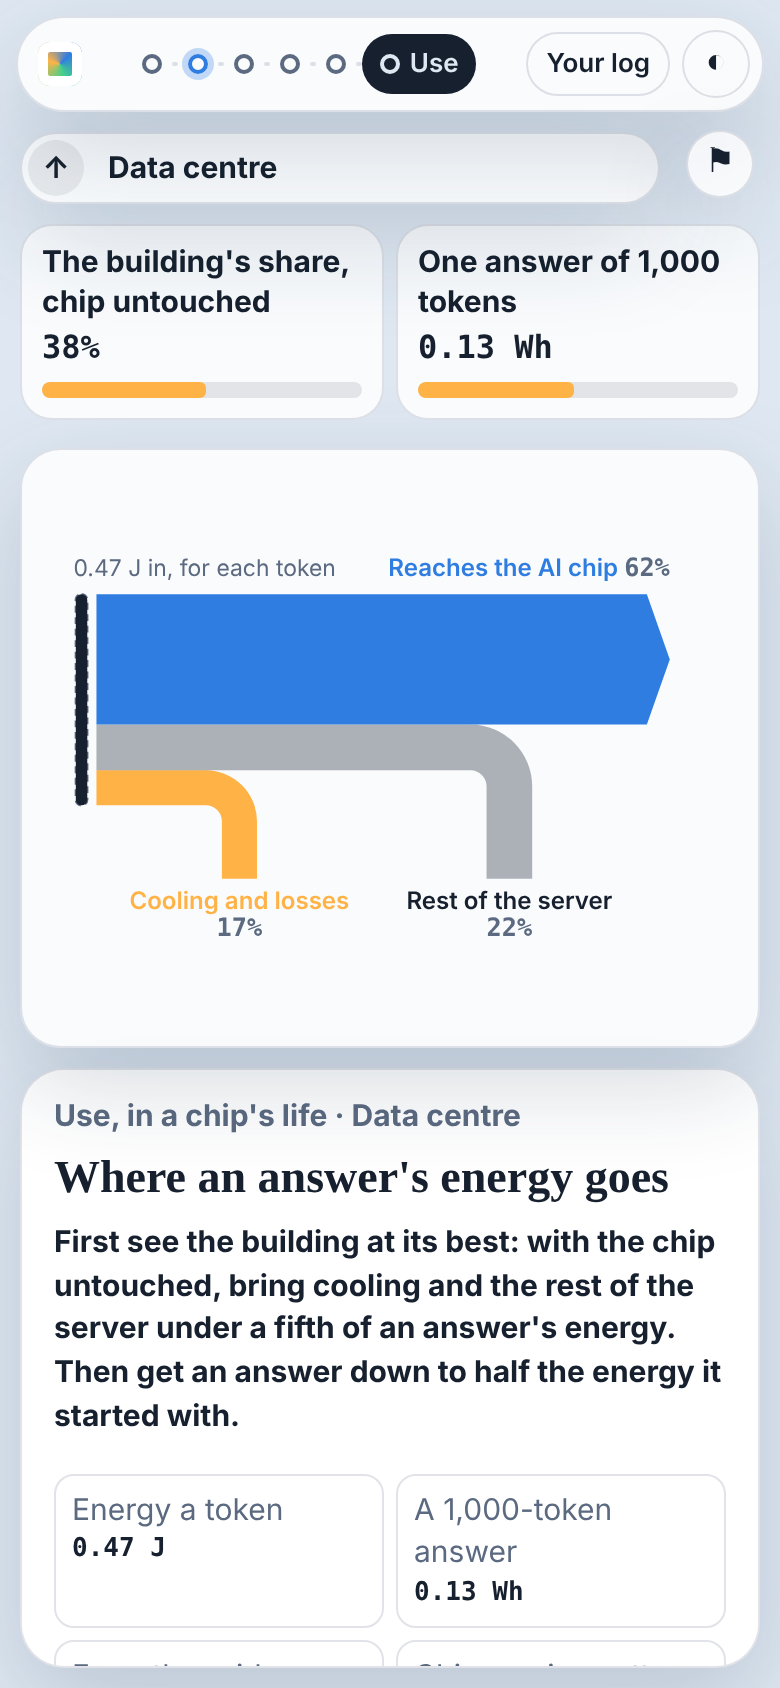 Use
Your log
Data centre
The building's share,
chip untouched
38%
One answer of 1,000
tokens
0.13 Wh
0.47 J in, for each token
Reaches the AI chip 62%
Cooling and losses
17%
Rest of the server
22%
Use, in a chip's life · Data centre
Where an answer's energy goes
First see the building at its best: with the chip
untouched, bring cooling and the rest of the
server under a fifth of an answer's energy.
Then get an answer down to half the energy it
started with.
Energy a token
0.47 J
A 1,000-token
answer
0.13 Wh